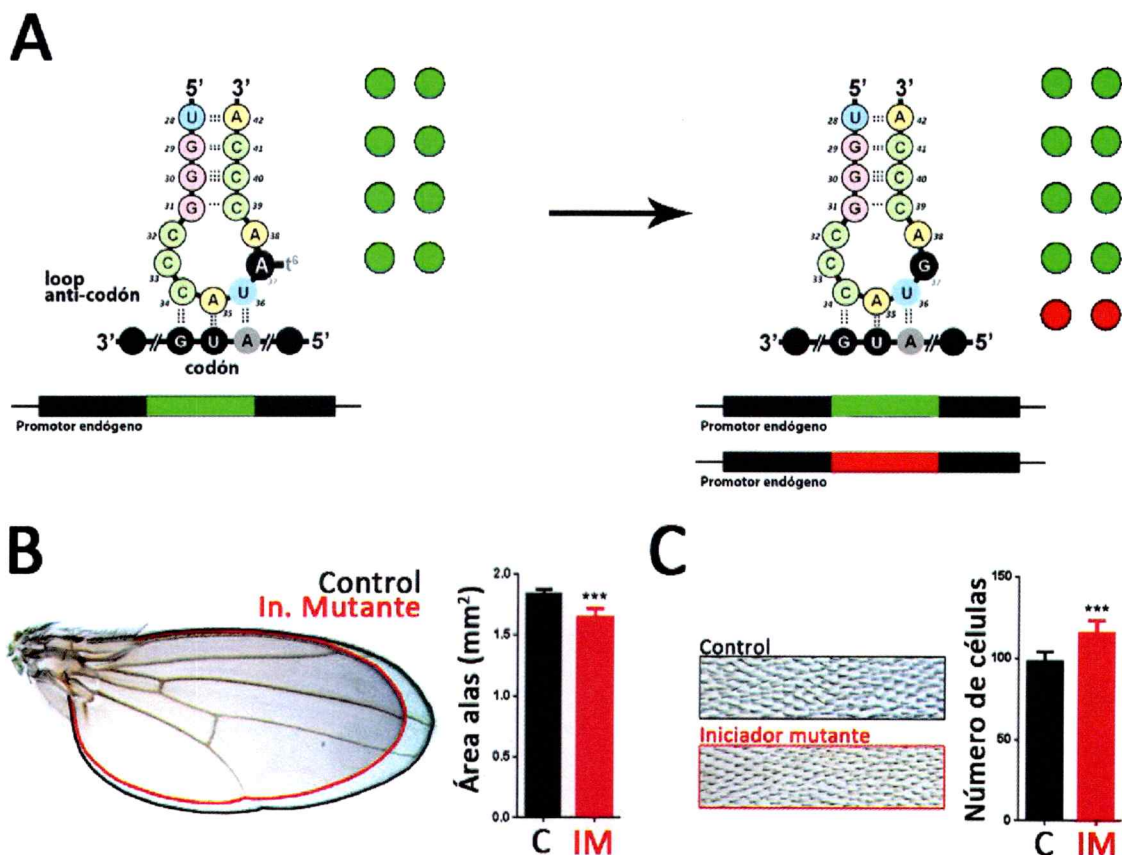 A
5' 3'
28 U A 42
29 G C 41
30 G C 40
31 G C 39
32 C A 38
33 C A t6
37
34 C A U 36
35
loop
anti-codón
3' G U A 5'
codón
Promotor endógeno
5' 3'
28 U A 42
29 G C 41
30 G C 40
31 G C 39
32 C A 38
33 C G
37
34 C A U 36
35
3' G U A 5'
Promotor endógeno
Promotor endógeno
B
Control
In. Mutante
Área alas (mm2)
2.0
1.5
1.0
0.5
0.0
***
C IM
C
Control
Iniciador mutante
Número de células
150
100
50
0
***
C IM